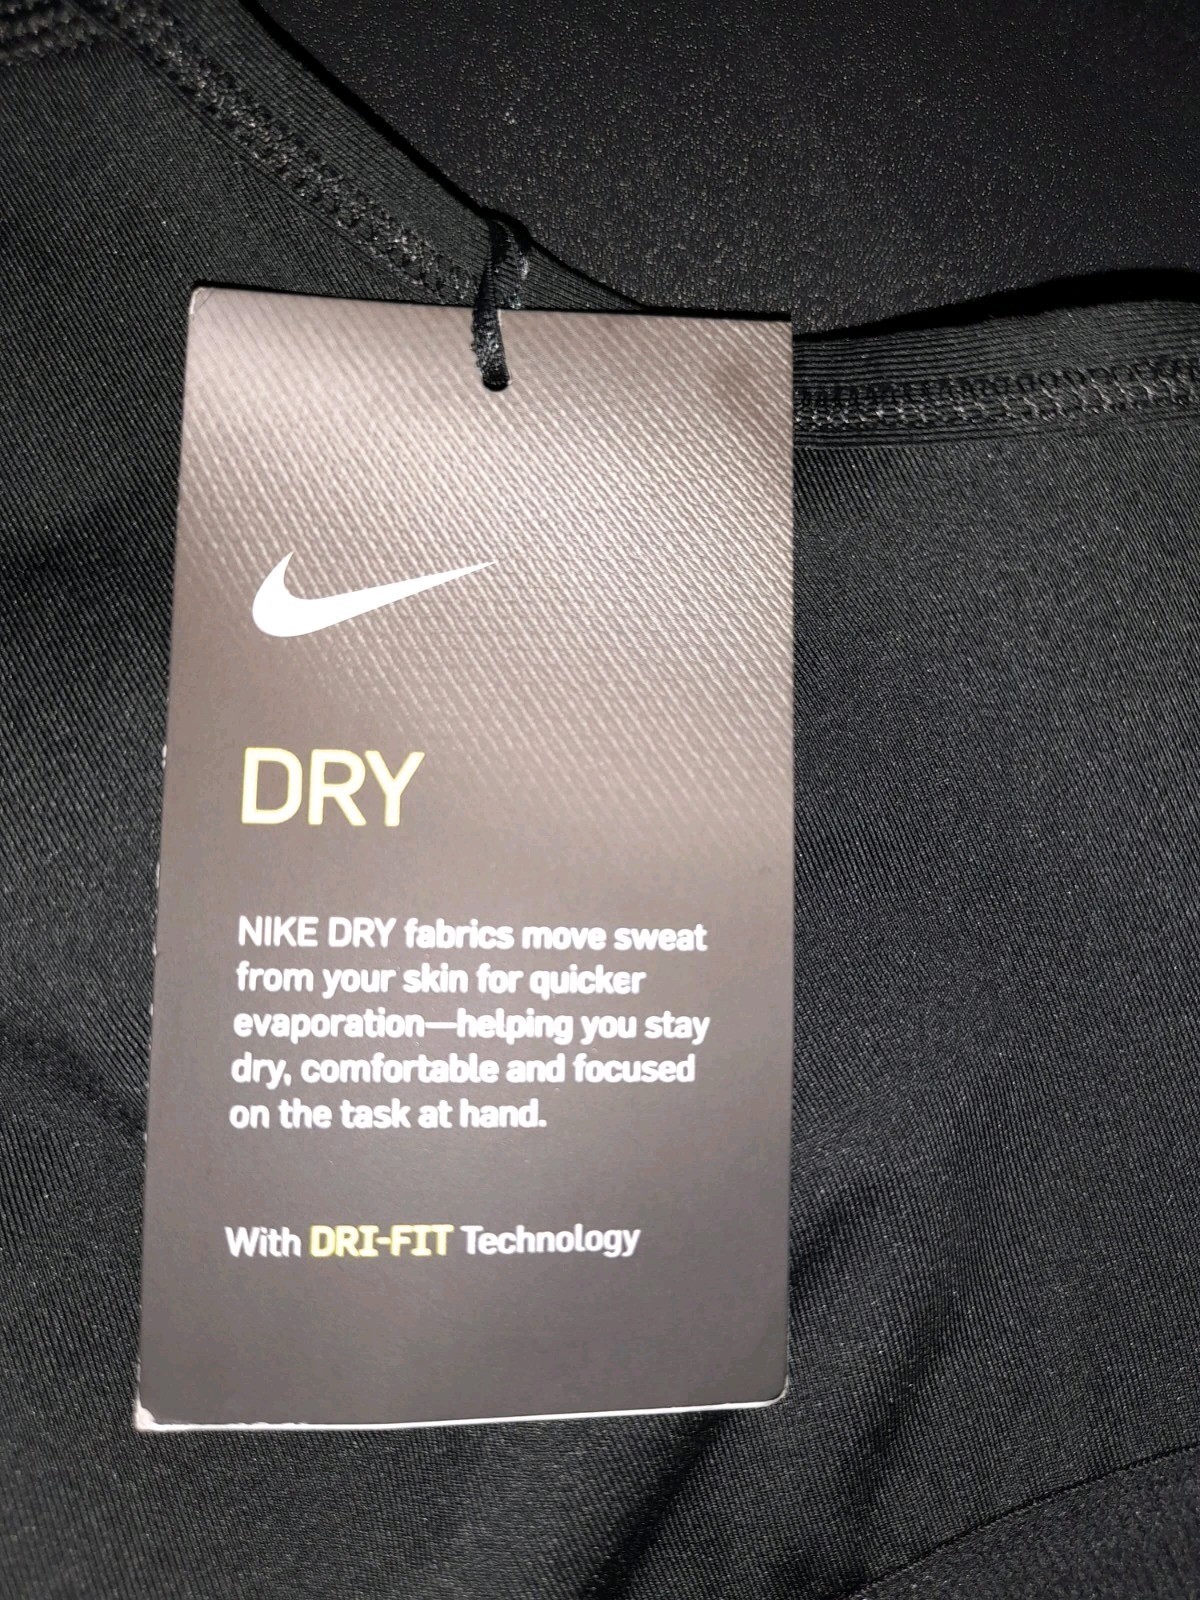 DRY
NIKE DRY fabrics move sweat
from your skin for quicker
evaporation—helping you stay
dry, comfortable and focused
on the task at hand.
With DRI-FIT Technology